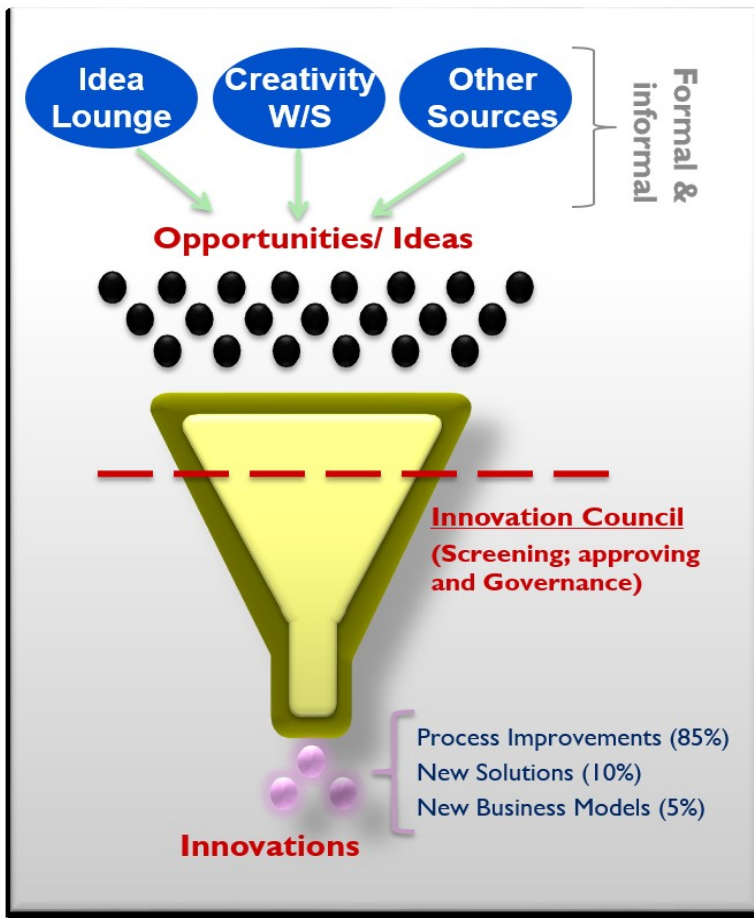 Idea
Lounge
Creativity
W/S
Other
Sources
Formal &
informal
Opportunities/ Ideas
Innovation Council
(Screening; approving
and Governance)
Process Improvements (85%)
New Solutions (10%)
New Business Models (5%)
Innovations